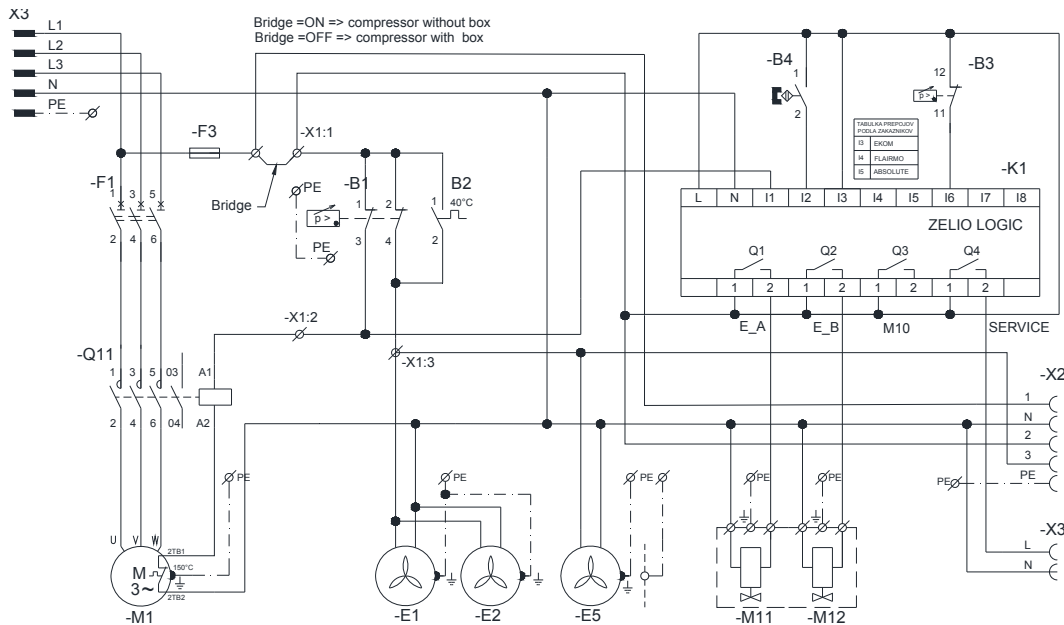 X3
L1
L2
L3
N
PE
Bridge =ON => compressor without box
Bridge =OFF => compressor with box
-F3
-X1:1
Bridge
-F1
1 3 5
2 4 6
PE
PE
p >
-B1
1 2
3 4
B2
1
40°C
2
-B4
1
2
-B3
12
11
p >
TABULKA PREPOJOV
PODLA ZAKAZNIKOV
I3 EKOM
I4 FLAIRMO
I5 ABSOLUTE
-K1
L N I1 I2 I3 I4 I5 I6 I7 I8
ZELIO LOGIC
Q1 Q2 Q3 Q4
1 2 1 2 1 2 1 2
E_A E_B M10 SERVICE
-X1:2
-X1:3
-Q11
1 3 5 03 A1
2 4 6 04 A2
-X2
1
N
2
3
PE
PE
PE
PE
PE
PE
PE
-X3
L
N
U V W
2TB1
150°C
M
3~
2TB2
-M1
-E1
-E2
-E5
-M11
-M12